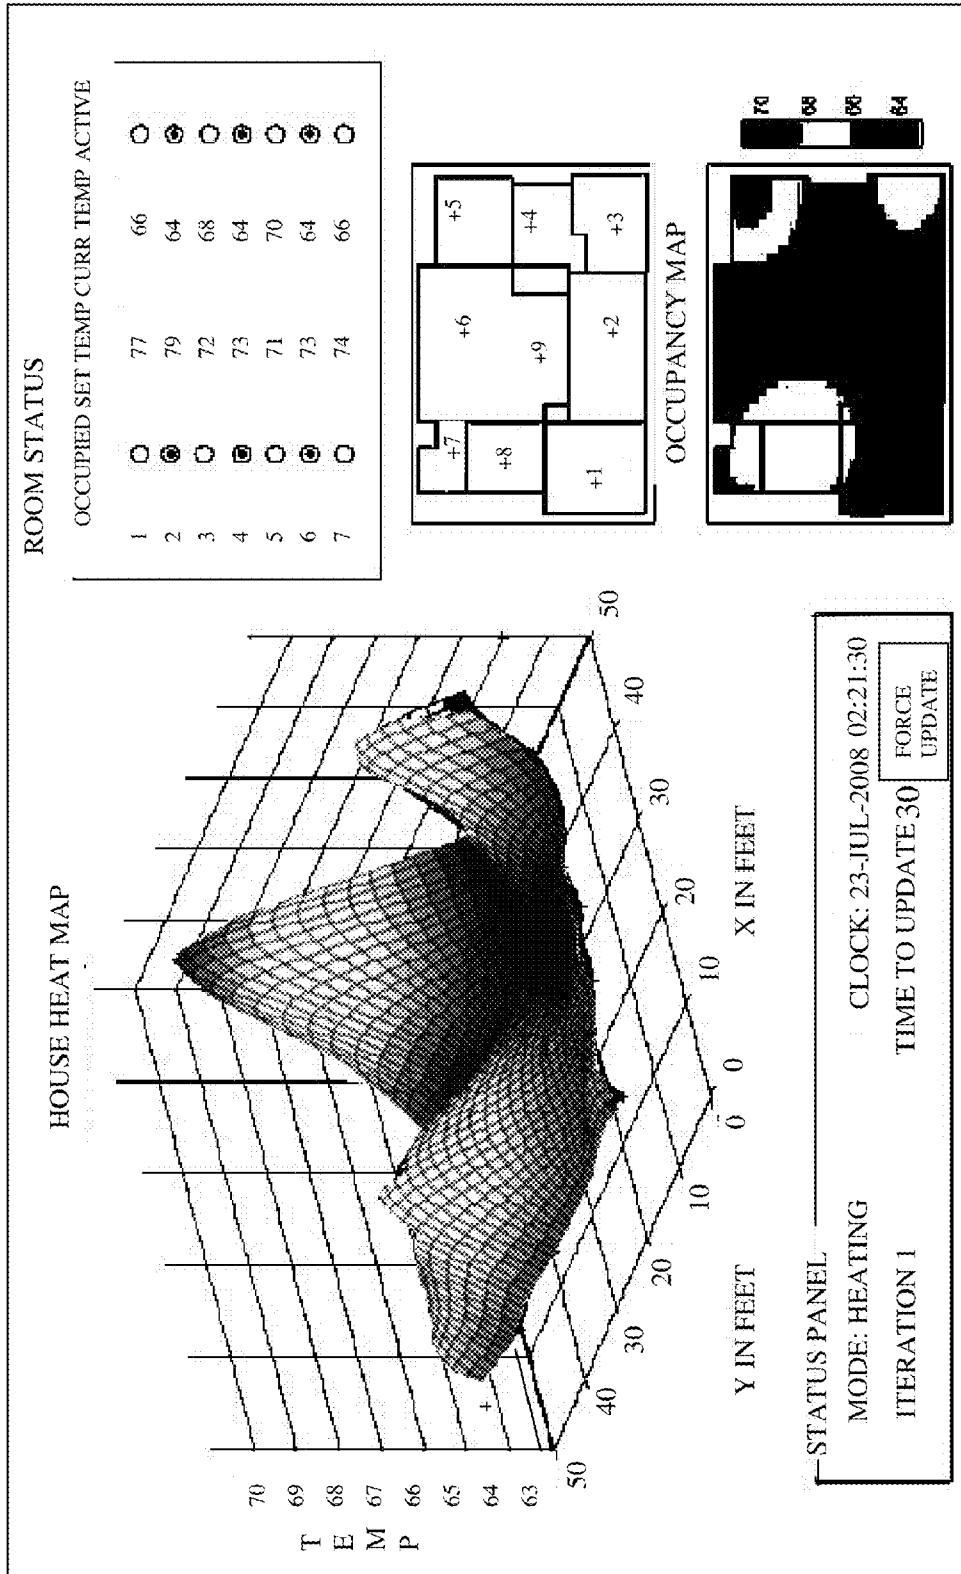 HOUSE HEAT MAP
T
E
M
P
70
69
68
67
66
65
64
63
50
40
30
20
10
0
Y IN FEET
0
10
20
30
40
50
X IN FEET
ROOM STATUS
OCCUPIED SET TEMP CURR TEMP ACTIVE
1 77 66
2 79 64
3 72 68
4 73 64
5 71 70
6 73 64
7 74 66
+7
+8
+1
+6
+9
+2
+5
+4
+3
OCCUPANCY MAP
70
68
66
64
STATUS PANEL
MODE: HEATING CLOCK: 23-JUL-2008 02:21:30
ITERATION 1 TIME TO UPDATE 30 FORCE
UPDATE